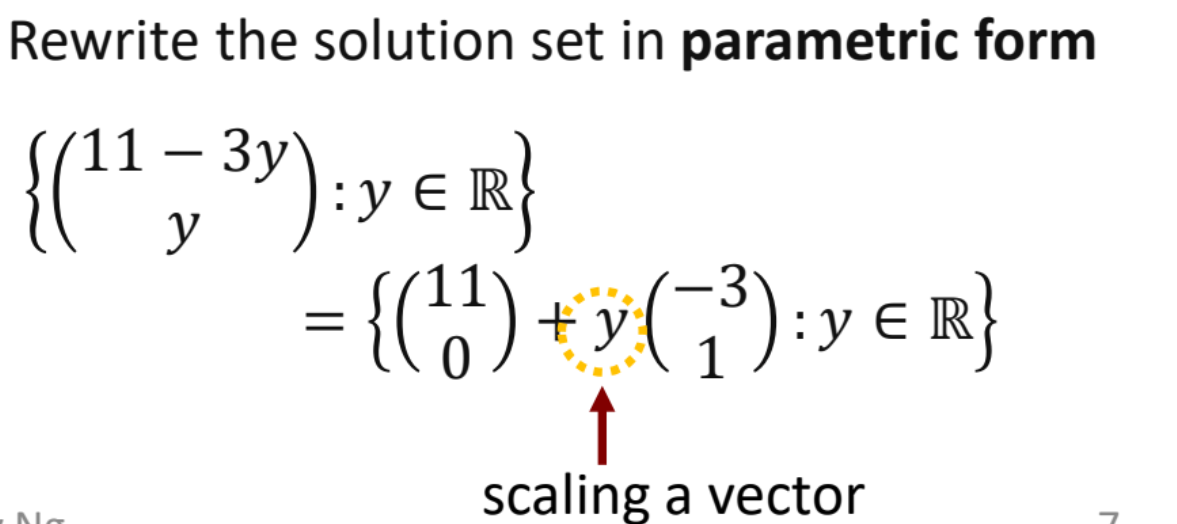 Rewrite the solution set in parametric form
{(11 − 3y
y) : y ∈ ℝ}
= {(11
0) + y(−3
1) : y ∈ ℝ}
scaling a vector